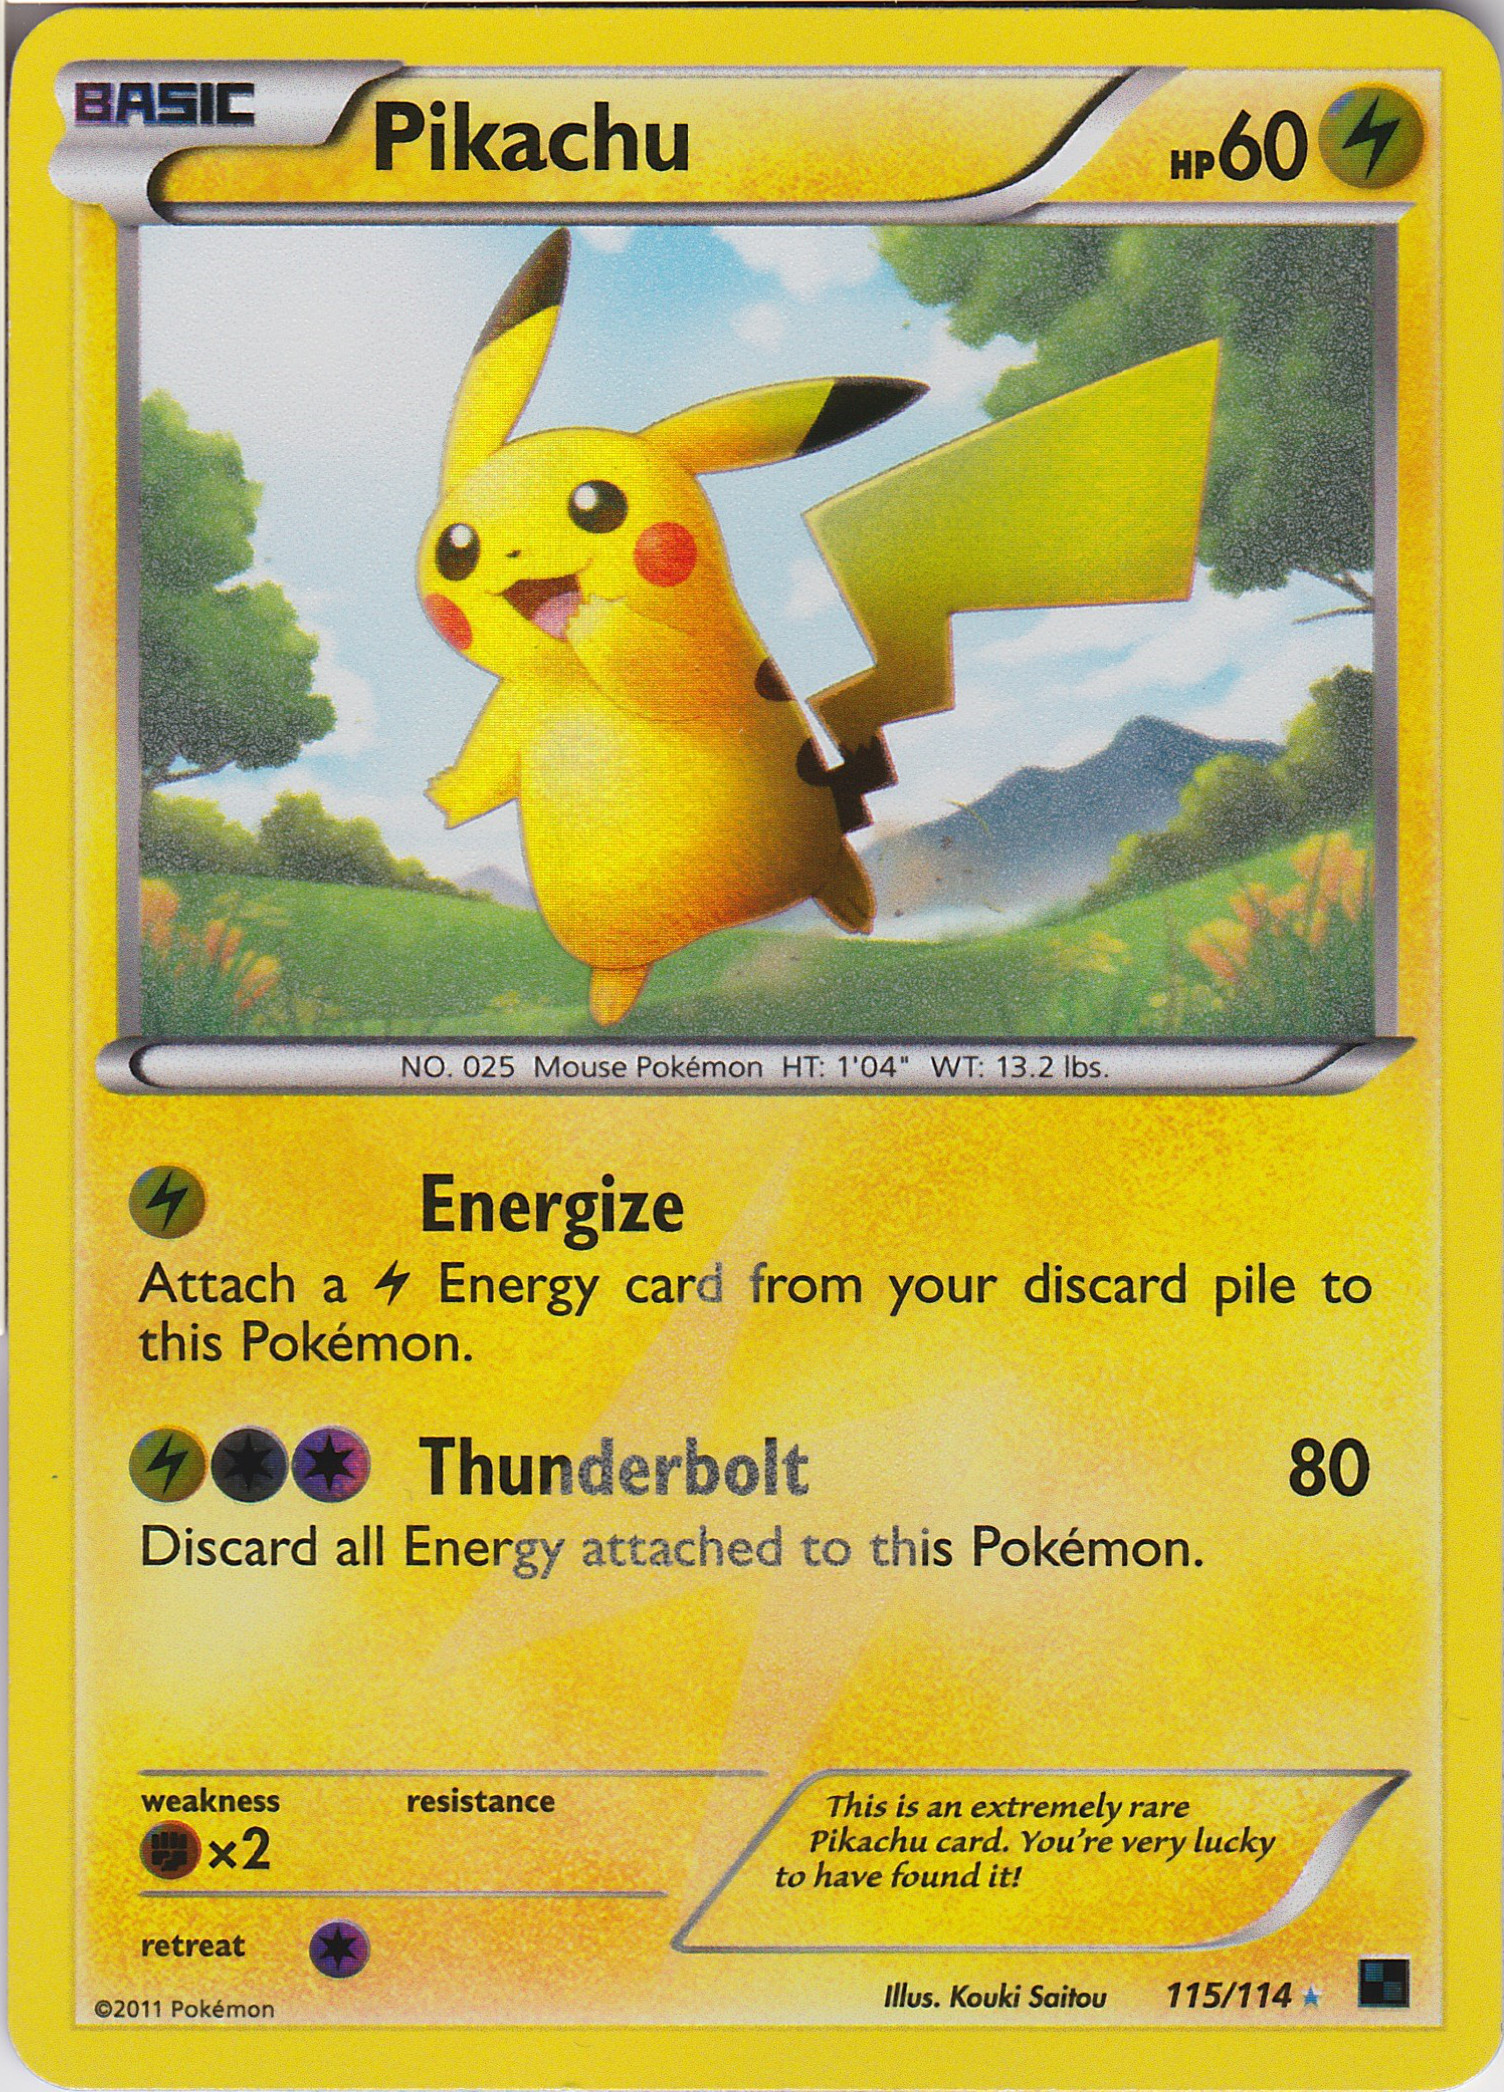 BASIC
Pikachu
HP60
NO. 025 Mouse Pokémon HT: 1'04" WT: 13.2 lbs.
Energize
Attach a Energy card from your discard pile to
this Pokémon.
Thunderbolt 80
Discard all Energy attached to this Pokémon.
weakness resistance
×2
This is an extremely rare
Pikachu card. You're very lucky
to have found it!
retreat
Illus. Kouki Saitou 115/114
©2011 Pokémon